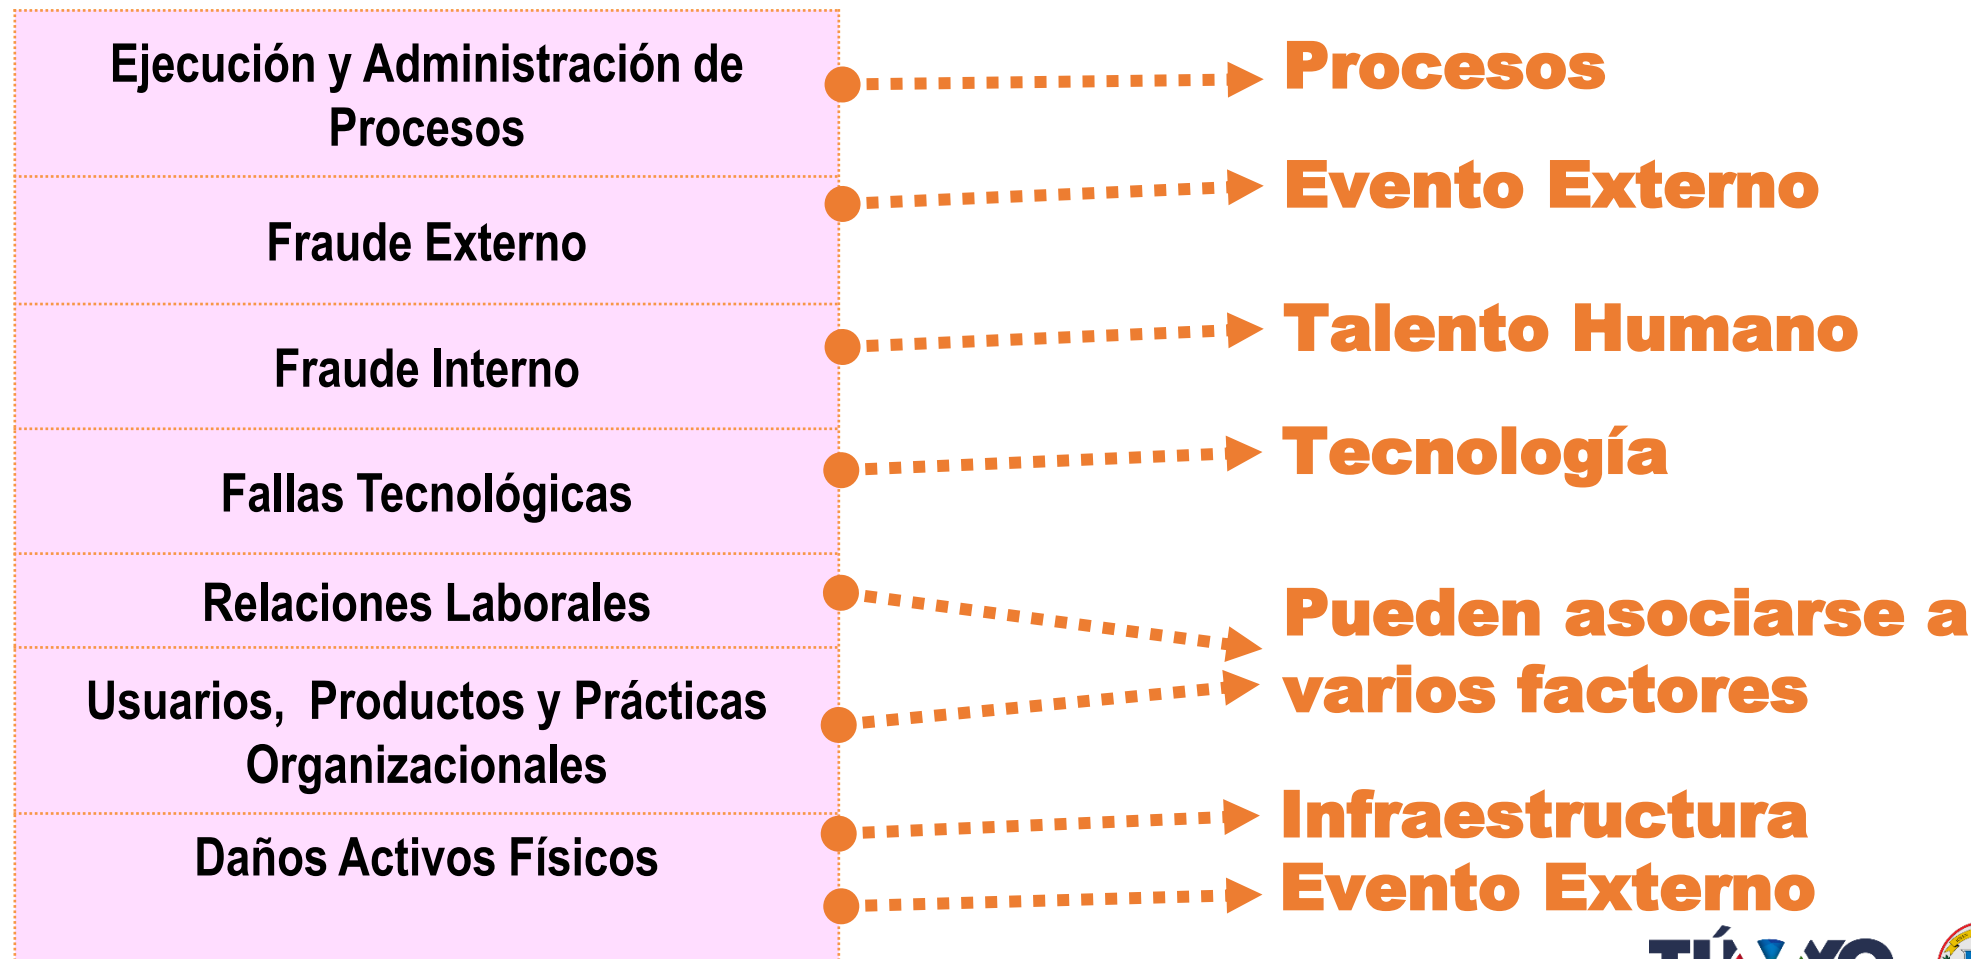 Ejecución y Administración de
Procesos
Procesos
Fraude Externo
Evento Externo
Fraude Interno
Talento Humano
Fallas Tecnológicas
Tecnología
Relaciones Laborales
Usuarios, Productos y Prácticas
Organizacionales
Pueden asociarse a
varios factores
Daños Activos Físicos
Infraestructura
Evento Externo